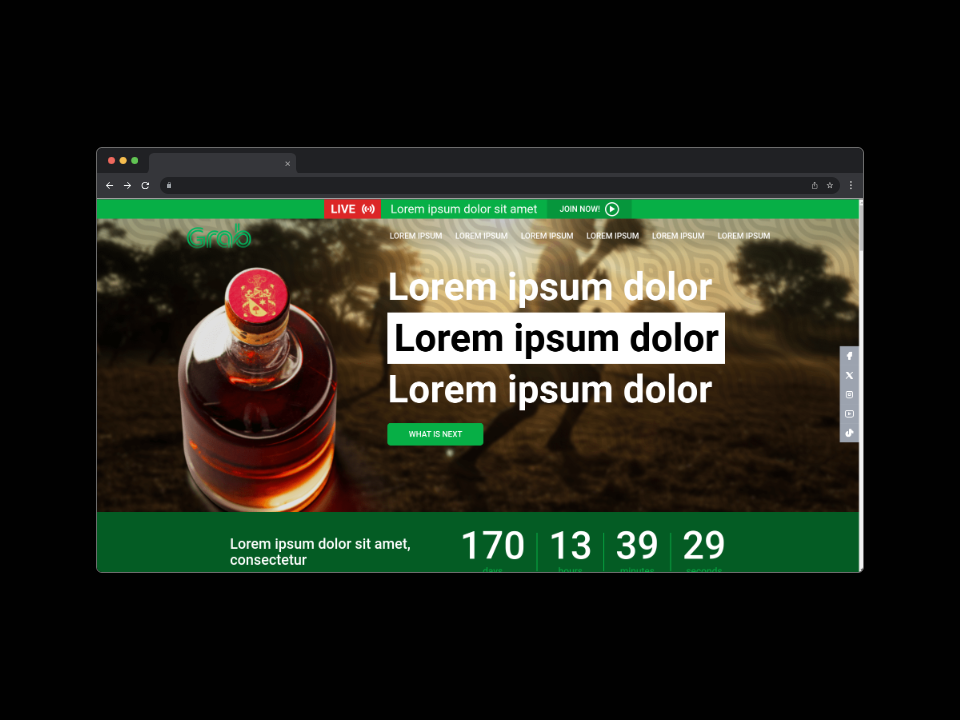 LIVE Lorem ipsum dolor sit amet JOIN NOW!
Grab
LOREM IPSUM LOREM IPSUM LOREM IPSUM LOREM IPSUM LOREM IPSUM LOREM IPSUM
Lorem ipsum dolor
Lorem ipsum dolor
Lorem ipsum dolor
WHAT IS NEXT
Lorem ipsum dolor sit amet,
consectetur
170 13 39 29
days hours minutes seconds